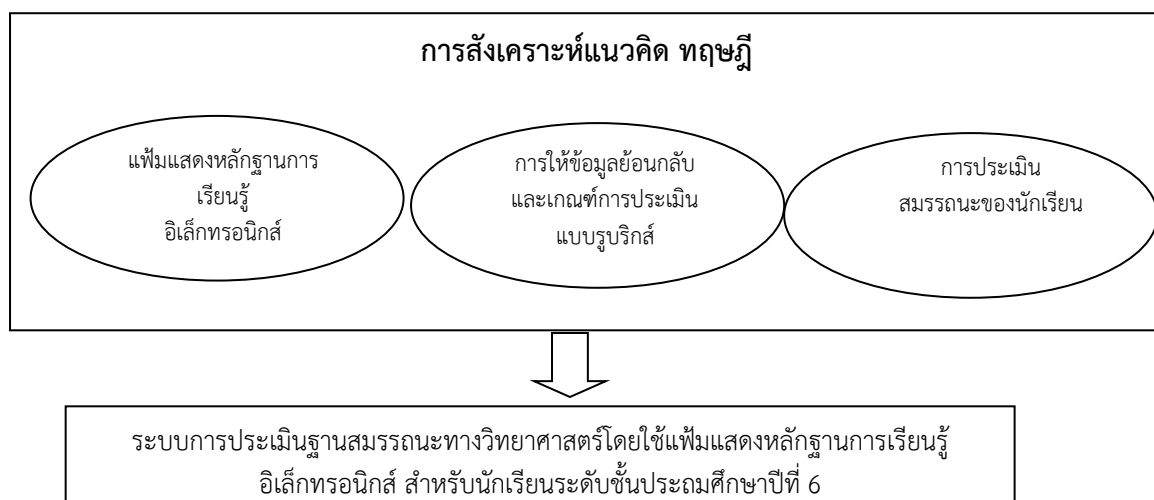 การสังเคราะห์แนวคิด ทฤษฎี
แฟ้มแสดงหลักฐานการ
เรียนรู้
อิเล็กทรอนิกส์
การให้ข้อมูลย้อนกลับ
และเกณฑ์การประเมิน
แบบรูบริกส์
การประเมิน
สมรรถนะของนักเรียน
ระบบการประเมินฐานสมรรถนะทางวิทยาศาสตร์โดยใช้แฟ้มแสดงหลักฐานการเรียนรู้
อิเล็กทรอนิกส์ สำหรับนักเรียนระดับชั้นประถมศึกษาปีที่ 6